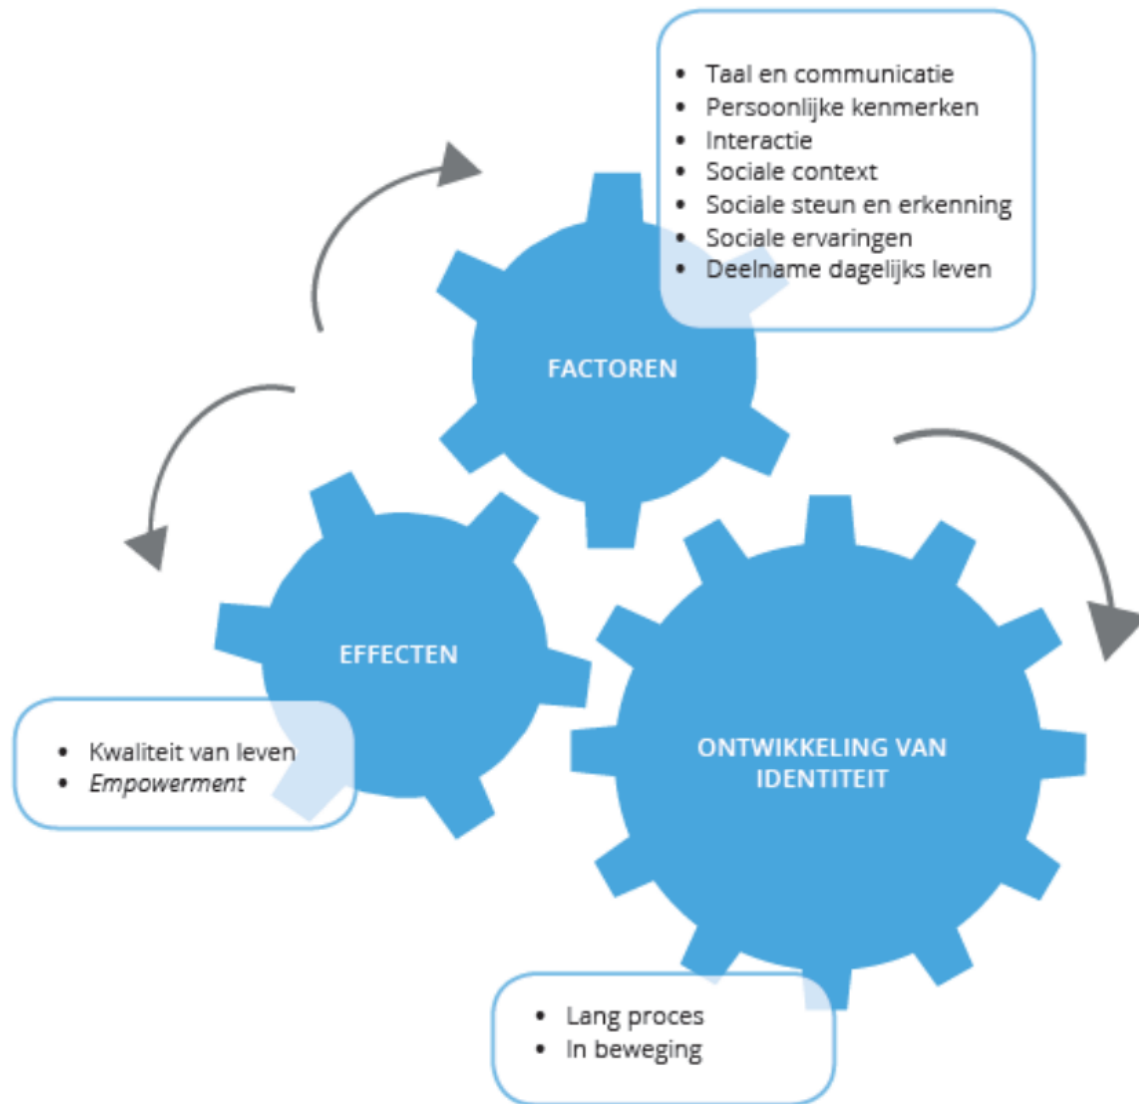 • Taal en communicatie
• Persoonlijke kenmerken
• Interactie
• Sociale context
• Sociale steun en erkenning
• Sociale ervaringen
• Deelname dagelijks leven
FACTOREN
EFFECTEN
• Kwaliteit van leven
• Empowerment
ONTWIKKELING VAN
IDENTITEIT
• Lang proces
• In beweging